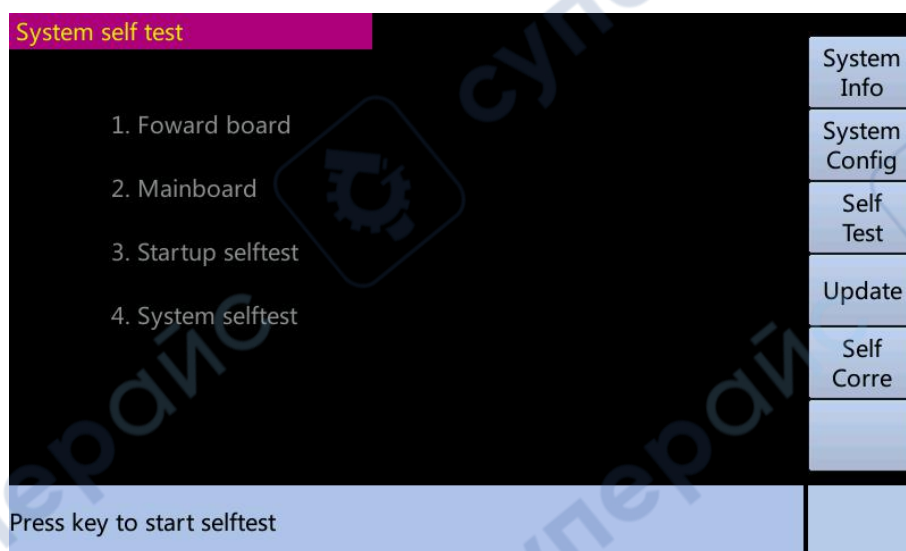 System self test
1. Foward board
2. Mainboard
3. Startup selftest
4. System selftest
System
Info
System
Config
Self
Test
Update
Self
Corre
Press key to start selftest